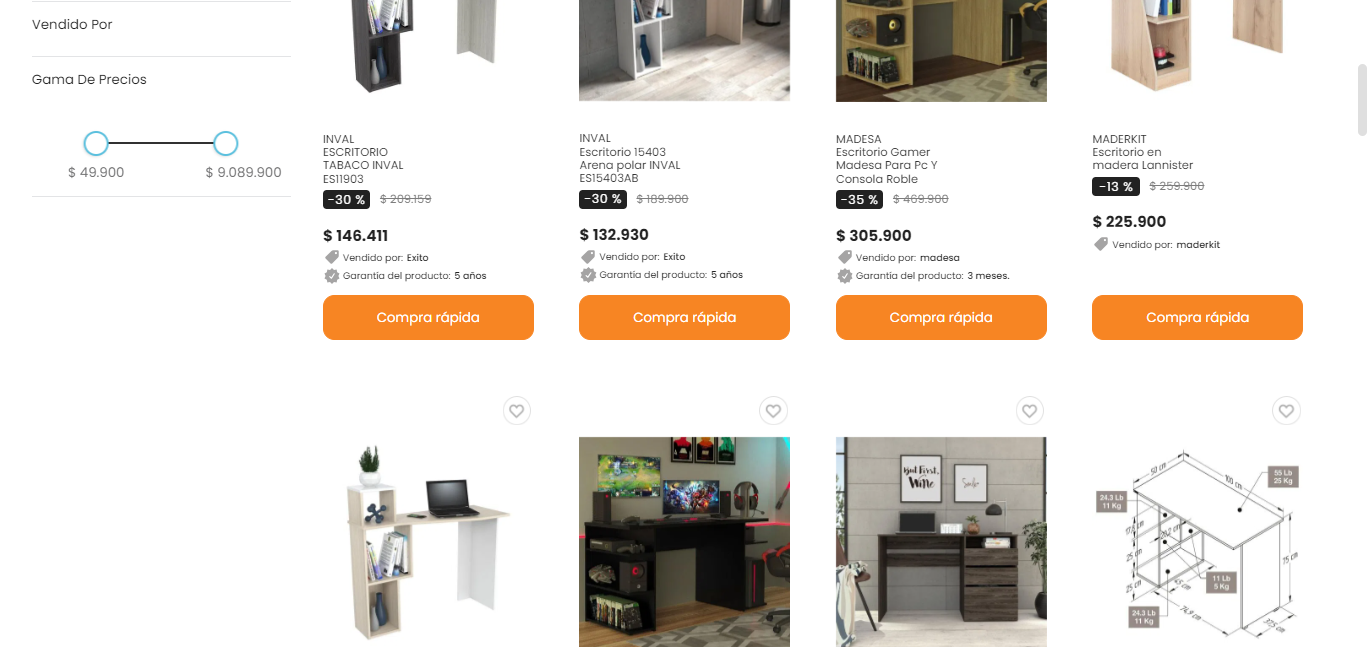 Vendido Por
Gama De Precios
$ 49.900
$ 9.089.900
INVAL
ESCRITORIO
TABACO INVAL
ES11903
-30 %
$ 209.159
$ 146.411
Vendido por: Exito
Garantía del producto: 5 años
Compra rápida
INVAL
Escritorio 15403
Arena polar INVAL
ES15403AB
-30 %
$ 189.900
$ 132.930
Vendido por: Exito
Garantía del producto: 5 años
Compra rápida
MADESA
Escritorio Gamer
Madesa Para Pc Y
Consola Roble
-35 %
$ 469.900
$ 305.900
Vendido por: madesa
Garantía del producto: 3 meses.
Compra rápida
MADERKIT
Escritorio en
madera Lannister
-13 %
$ 259.900
$ 225.900
Vendido por: maderkit
Compra rápida
But First,
Wine
Smile
50 cm
100 cm
55 Lb
25 Kg
24.3 Lb
11 Kg
25 cm
25 cm
75 cm
11 Lb
5 Kg
24.3 Lb
11 Kg
74,9 cm
37,5 cm